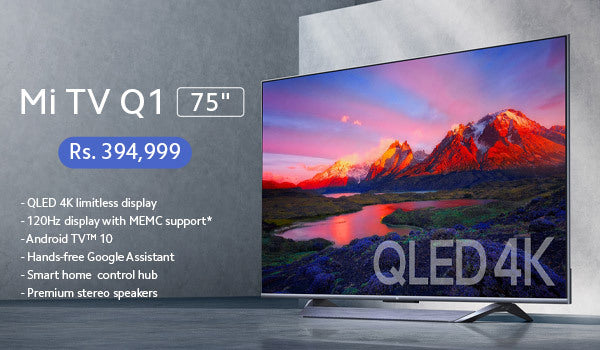 Mi TV Q1 75"
Rs. 394,999
- QLED 4K limitless display
- 120Hz display with MEMC support*
-Android TV™ 10
- Hands-free Google Assistant
- Smart home control hub
- Premium stereo speakers
QLED 4K